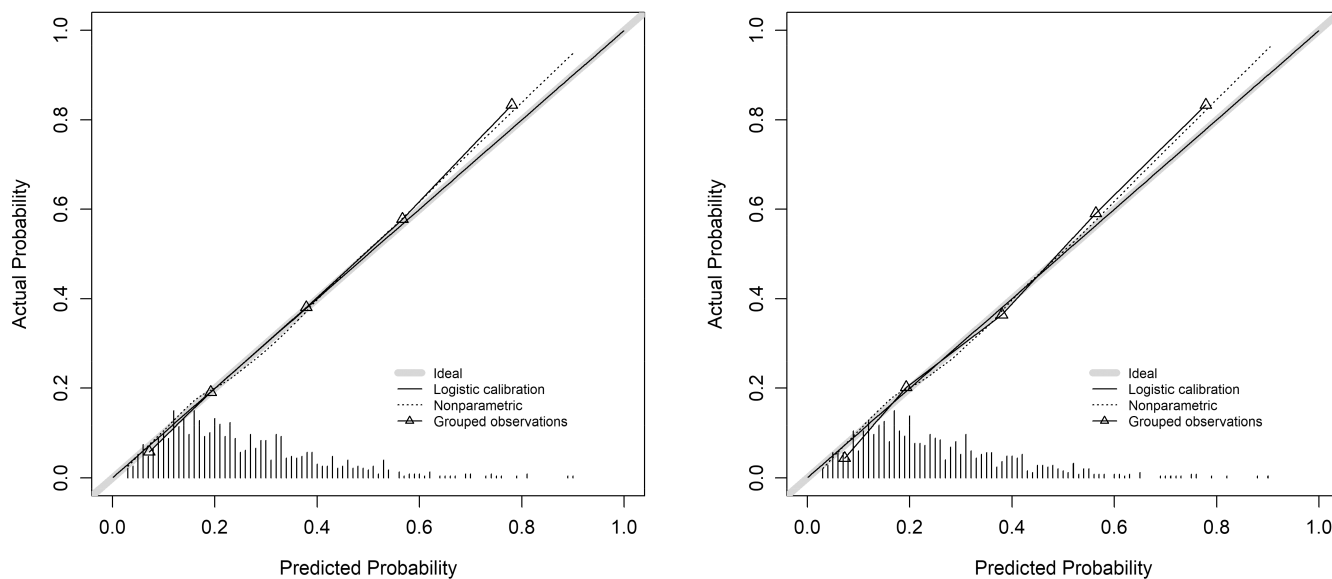 1.0
0.8
0.6
0.4
0.2
0.0
Actual Probability
Ideal
Logistic calibration
Nonparametric
Grouped observations
0.0 0.2 0.4 0.6 0.8 1.0
Predicted Probability
1.0
0.8
0.6
0.4
0.2
0.0
Actual Probability
Ideal
Logistic calibration
Nonparametric
Grouped observations
0.0 0.2 0.4 0.6 0.8 1.0
Predicted Probability